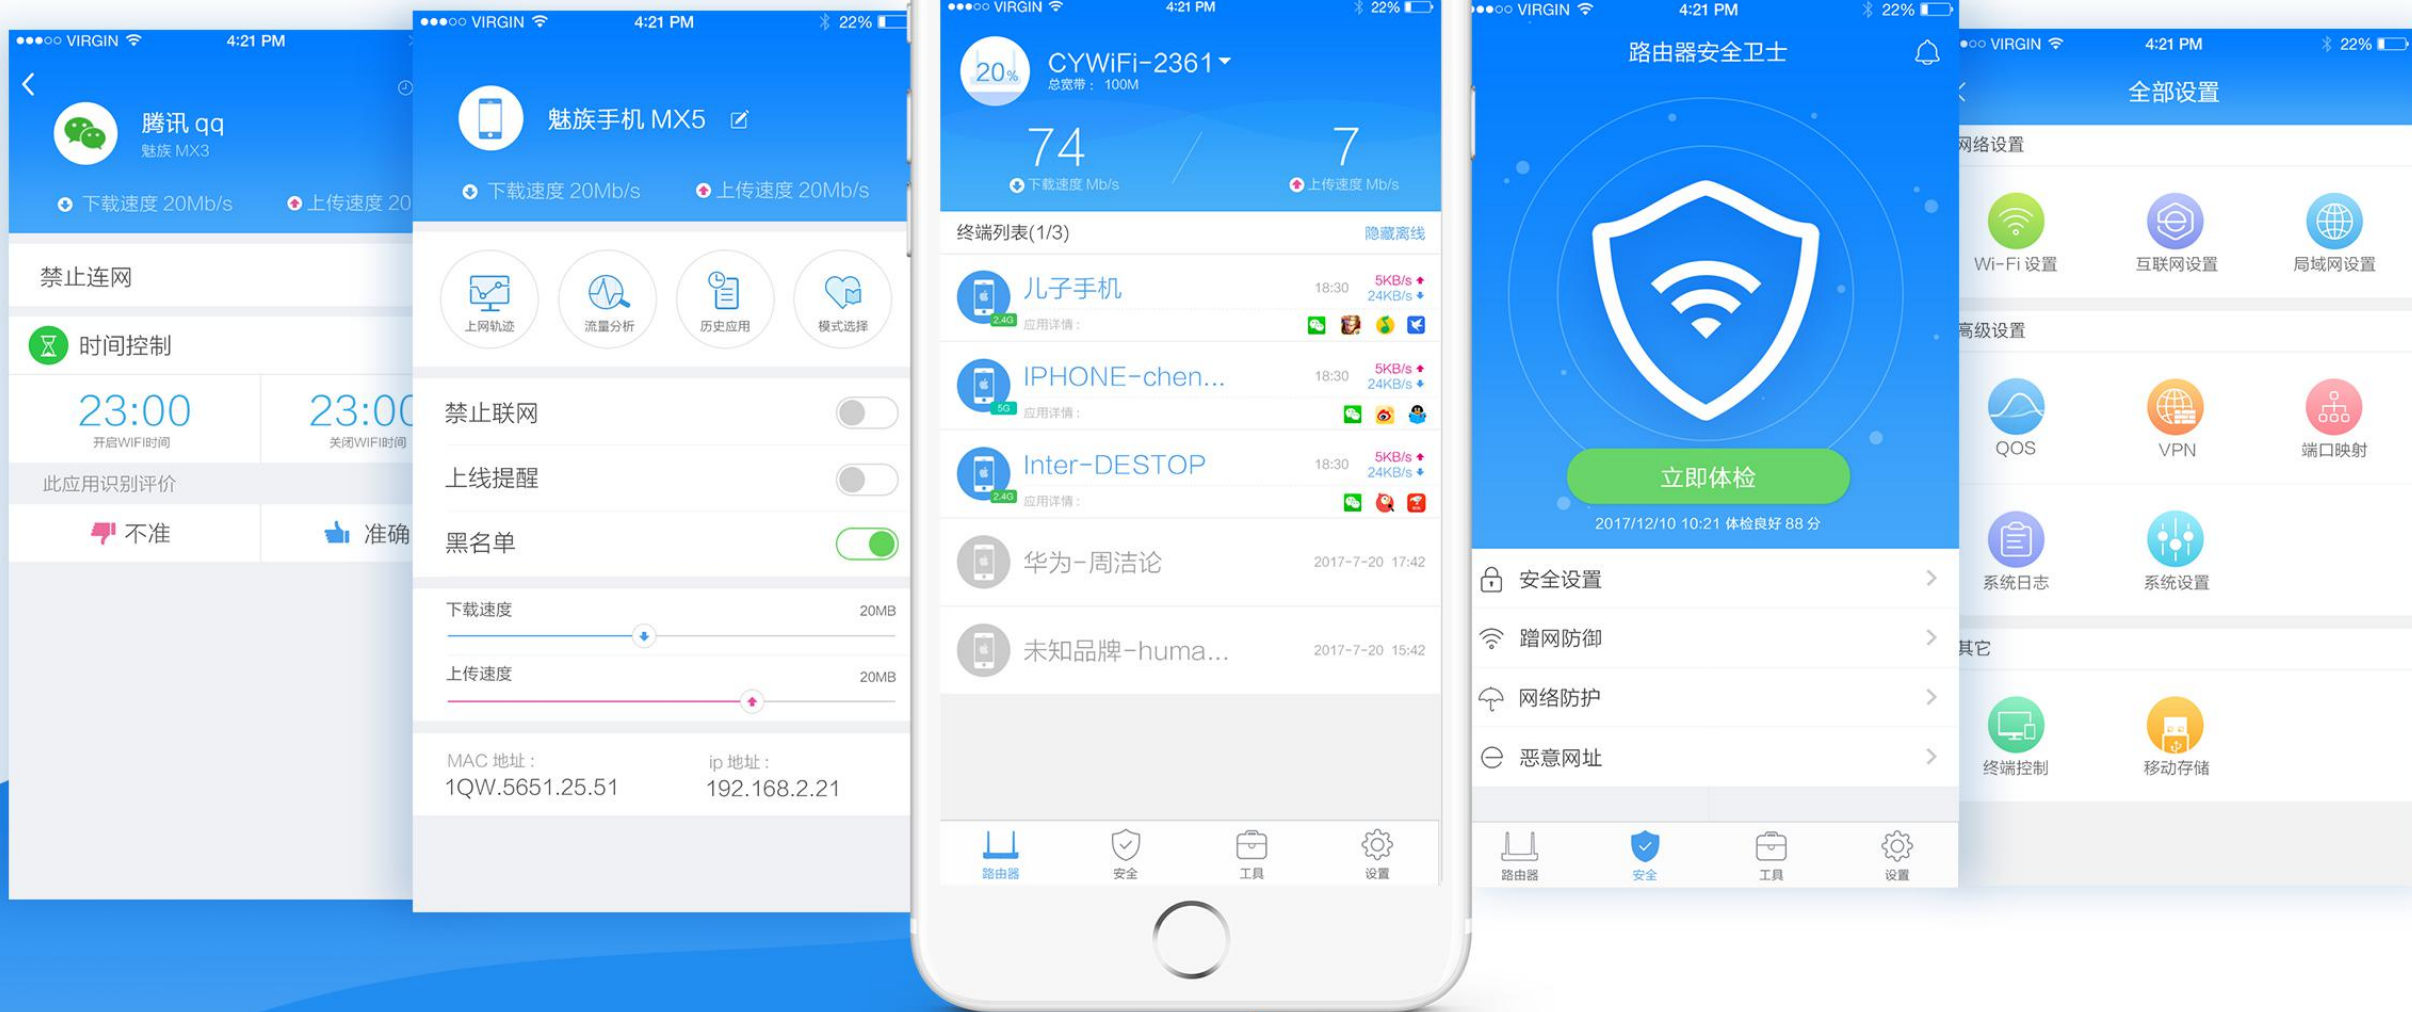 VIRGIN 4:21 PM
腾讯 qq
魅族 MX3
下载速度 20Mb/s 上传速度 20
禁止连网
时间控制
23:00 23:00
开启WIFI时间 关闭WIFI时间
此应用识别评价
不准 准确
VIRGIN 4:21 PM 22%
魅族手机 MX5
下载速度 20Mb/s 上传速度 20Mb/s
上网轨迹 流量分析 历史应用 模式选择
禁止联网
上线提醒
黑名单
下载速度 20MB
上传速度 20MB
MAC 地址： ip 地址：
1QW.5651.25.51 192.168.2.21
VIRGIN 4:21 PM 22%
20% CYWiFi-2361
总宽带： 100M
74 7
下载速度 Mb/s 上传速度 Mb/s
终端列表(1/3) 隐藏离线
儿子手机 18:30 5KB/s
24KB/s
2.4G 应用详情：
IPHONE-chen... 18:30 5KB/s
24KB/s
5G 应用详情：
Inter-DESTOP 18:30 5KB/s
24KB/s
2.4G 应用详情：
华为-周洁论 2017-7-20 17:42
未知品牌-huma... 2017-7-20 15:42
路由器 安全 工具 设置
VIRGIN 4:21 PM 22%
路由器安全卫士
立即体检
2017/12/10 10:21 体检良好 88 分
安全设置
蹭网防御
网络防护
恶意网址
路由器 安全 工具 设置
VIRGIN 4:21 PM 22%
全部设置
网络设置
Wi-Fi 设置 互联网设置 局域网设置
高级设置
QOS VPN 端口映射
系统日志 系统设置
其它
终端控制 移动存储